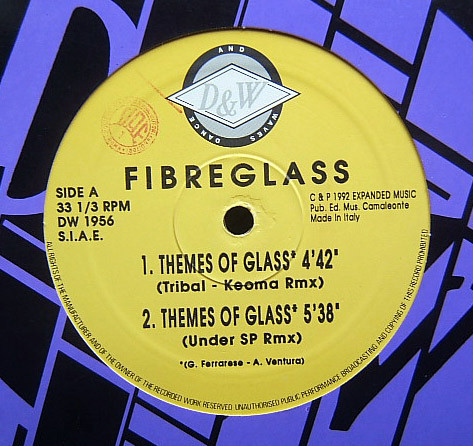 AND
D&W
DANCE WAVES
FIBREGLASS
SIDE A
33 1/3 RPM
DW 1956
S.I.A.E.
C & P 1992 EXPANDED MUSIC
Pub. Ed. Mus. Camaleonte
Made in Italy
1. THEMES OF GLASS* 4'42"
(Tribal - Keoma Rmx)
2. THEMES OF GLASS* 5'38"
(Under SP Rmx)
*(G. Ferrarese - A. Ventura)
ALL RIGHTS OF THE MANUFACTURER AND OF THE OWNER OF THE RECORDED WORK RESERVED UNAUTHORISED PUBLIC PERFORMANCE BROADCASTING AND COPYING OF THIS RECORD PROHIBITED